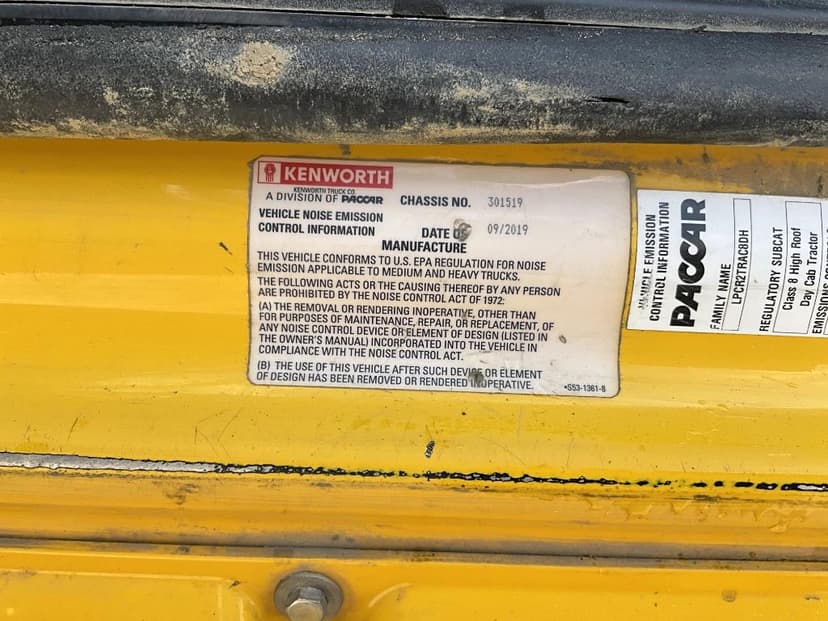 KENWORTH
KENWORTH TRUCK CO.
A DIVISION OF PACCAR
CHASSIS NO. 301519
VEHICLE NOISE EMISSION
CONTROL INFORMATION
DATE OF 09/2019
MANUFACTURE
THIS VEHICLE CONFORMS TO U.S. EPA REGULATION FOR NOISE
EMISSION APPLICABLE TO MEDIUM AND HEAVY TRUCKS.
THE FOLLOWING ACTS OR THE CAUSING THEREOF BY ANY PERSON
ARE PROHIBITED BY THE NOISE CONTROL ACT OF 1972:
(A) THE REMOVAL OR RENDERING INOPERATIVE, OTHER THAN
FOR PURPOSES OF MAINTENANCE, REPAIR, OR REPLACEMENT, OF
ANY NOISE CONTROL DEVICE OR ELEMENT OF DESIGN (LISTED IN
THE OWNER'S MANUAL) INCORPORATED INTO THE VEHICLE IN
COMPLIANCE WITH THE NOISE CONTROL ACT.
(B) THE USE OF THIS VEHICLE AFTER SUCH DEVICE OR ELEMENT
OF DESIGN HAS BEEN REMOVED OR RENDERED INOPERATIVE.
•S53-1361-8
VEHICLE EMISSION
CONTROL INFORMATION
PACCAR
FAMILY NAME
LPCR2TRAC8DH
REGULATORY SUBCAT
Class 8 High Roof
Day Cab Tractor